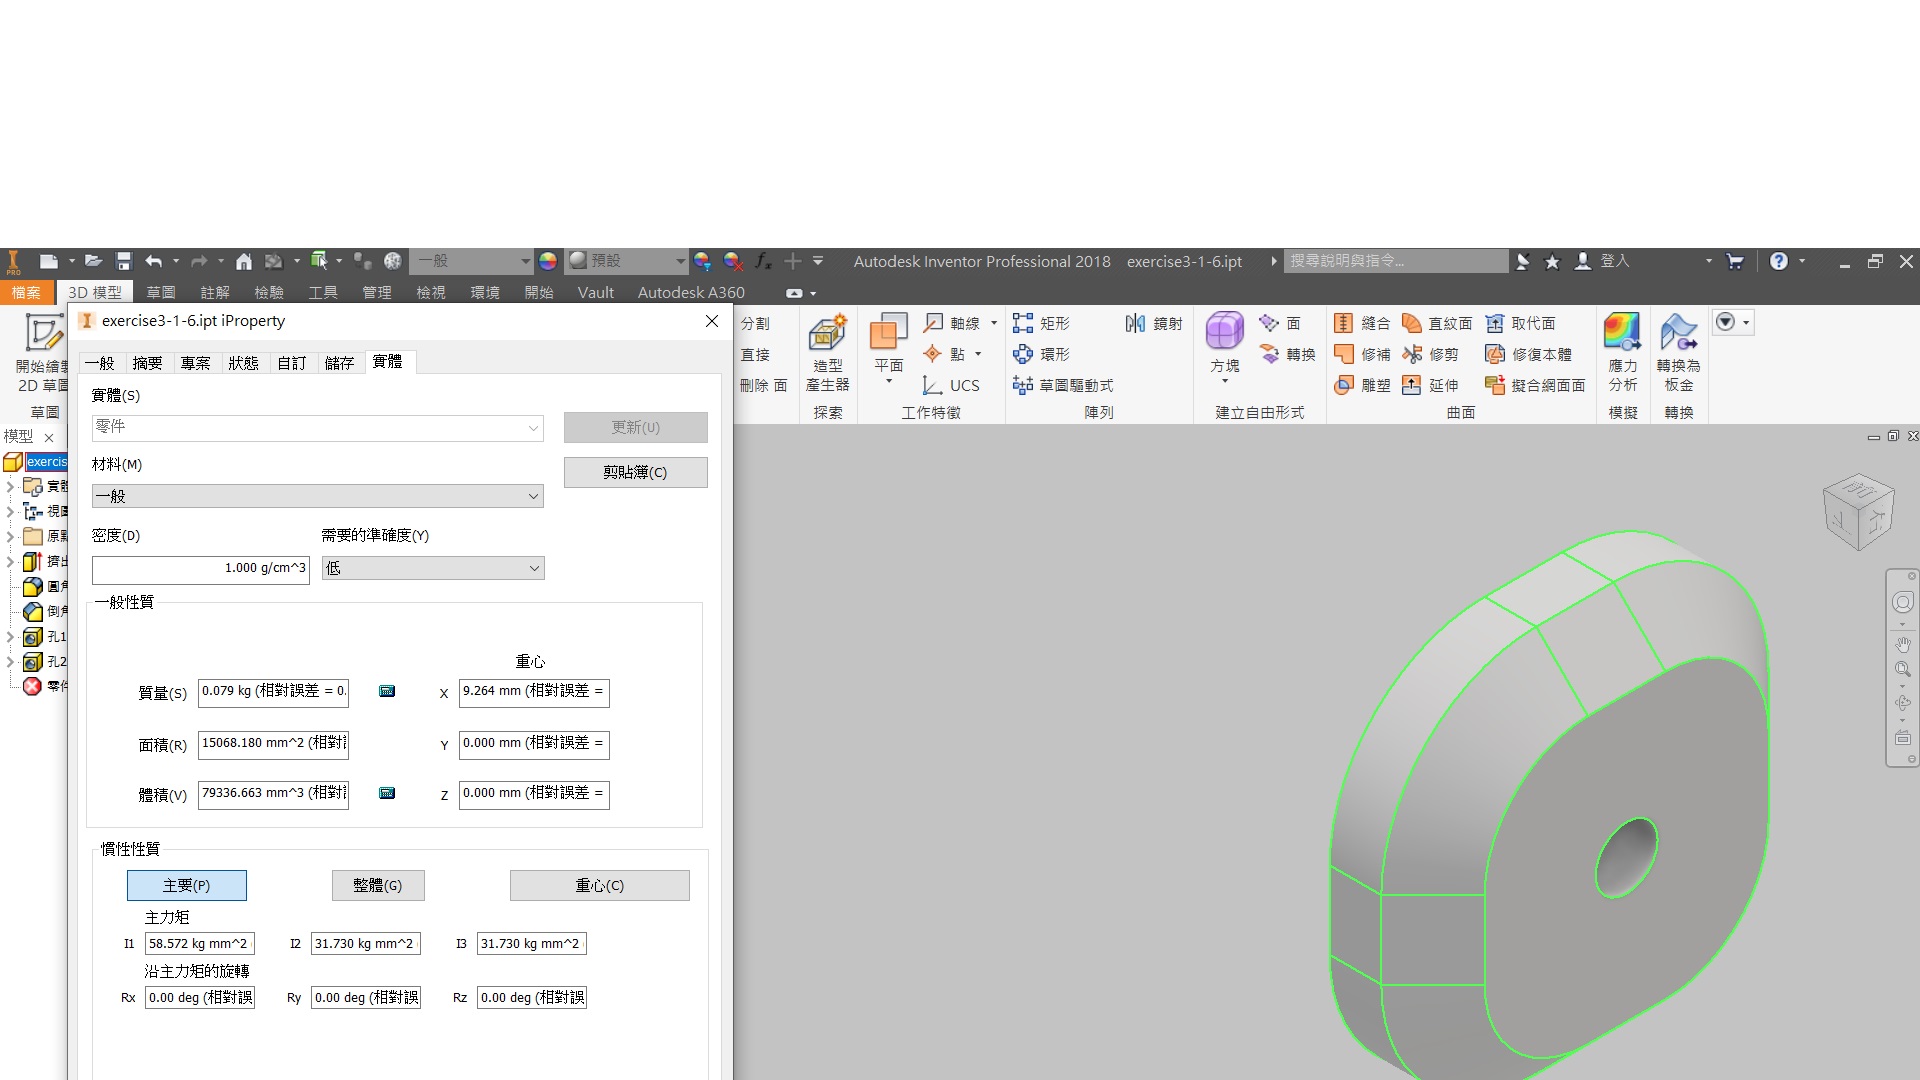 PRO
一般
預設
Autodesk Inventor Professional 2018 exercise3-1-6.ipt
搜尋說明與指令...
登入
檔案 3D 模型 草圖 註解 檢驗 工具 管理 檢視 環境 開始 Vault Autodesk A360
開始繪製
2D 草圖
草圖
分割
直接
刪除 面
造型
產生器
探索
平面
軸線
點
UCS
工作特徵
矩形
環形
草圖驅動式
鏡射
陣列
方塊
面
轉換
建立自由形式
縫合 直紋面 取代面
修補 修剪 修復本體
雕塑 延伸 擬合網面面
曲面
應力
分析
模擬
轉換為
板金
轉換
模型
exercis
實體
視圖
原點
擠出
圓角
倒角
孔1
孔2
零件
exercise3-1-6.ipt iProperty
一般 摘要 專案 狀態 自訂 儲存 實體
實體(S)
零件
更新(U)
材料(M)
剪貼簿(C)
一般
密度(D) 需要的準確度(Y)
1.000 g/cm^3 低
一般性質
重心
質量(S) 0.079 kg (相對誤差 = 0. X 9.264 mm (相對誤差 =
面積(R) 15068.180 mm^2 (相對 Y 0.000 mm (相對誤差 =
體積(V) 79336.663 mm^3 (相對 Z 0.000 mm (相對誤差 =
慣性性質
主要(P) 整體(G) 重心(C)
主力矩
I1 58.572 kg mm^2 I2 31.730 kg mm^2 I3 31.730 kg mm^2
沿主力矩的旋轉
Rx 0.00 deg (相對誤 Ry 0.00 deg (相對誤 Rz 0.00 deg (相對誤